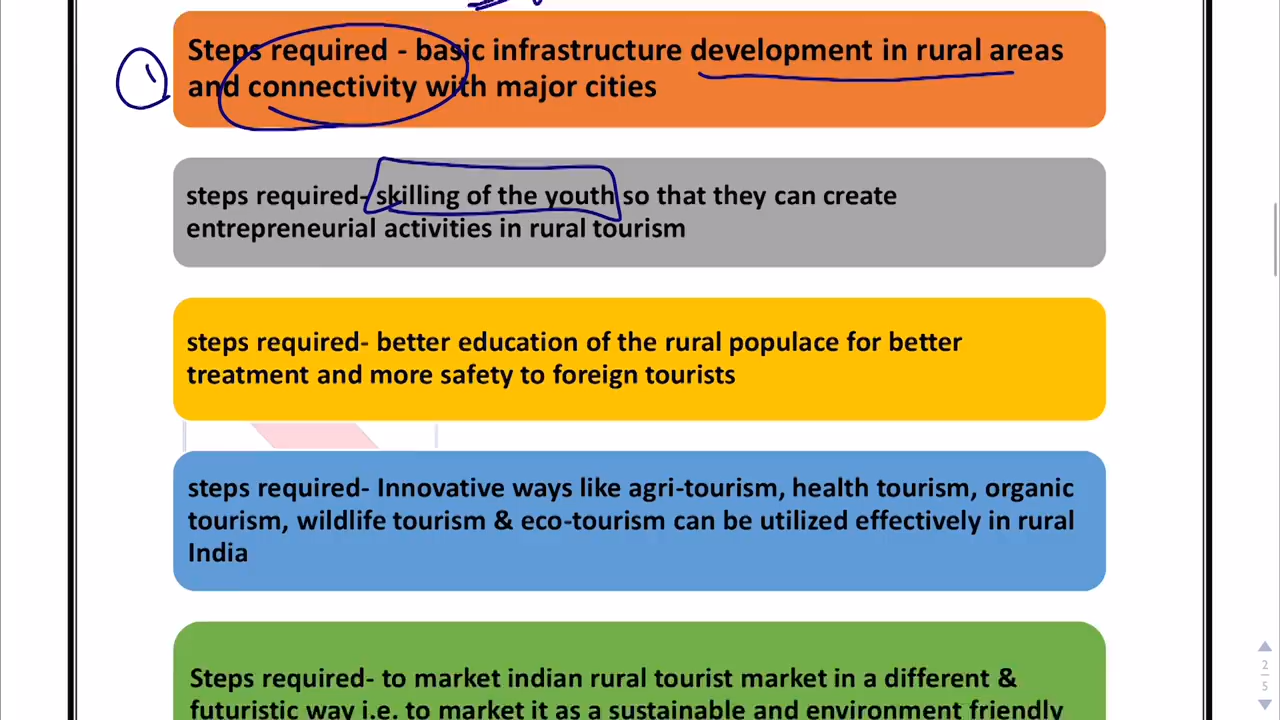 Steps required - basic infrastructure development in rural areas
and connectivity with major cities
steps required- skilling of the youth so that they can create
entrepreneurial activities in rural tourism
steps required- better education of the rural populace for better
treatment and more safety to foreign tourists
steps required- Innovative ways like agri-tourism, health tourism, organic
tourism, wildlife tourism & eco-tourism can be utilized effectively in rural
India
Steps required- to market indian rural tourist market in a different &
futuristic way i.e. to market it as a sustainable and environment friendly
2
5